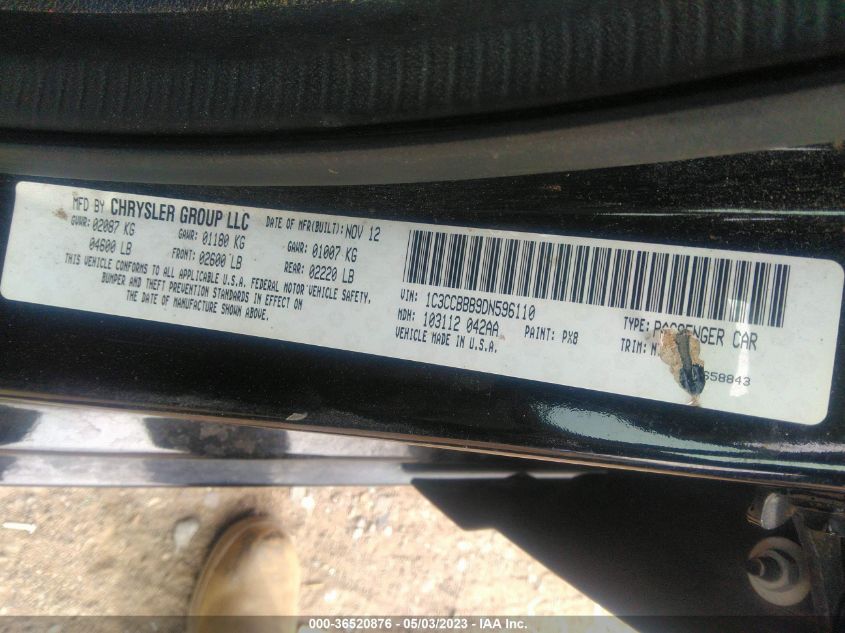 MFD BY CHRYSLER GROUP LLC DATE OF MFR(BUILT): NOV 12
GVWR: 02087 KG GAWR: 01180 KG GAWR: 01007 KG
04600 LB FRONT: 02600 LB REAR: 02220 LB
THIS VEHICLE CONFORMS TO ALL APPLICABLE U.S.A. FEDERAL MOTOR VEHICLE SAFETY,
BUMPER AND THEFT PREVENTION STANDARDS IN EFFECT ON
THE DATE OF MANUFACTURE SHOWN ABOVE.
VIN: 1C3CCBBB9DN596110 TYPE: PASSENGER CAR
MDH: 103112 042AA PAINT: PX8 TRIM:
VEHICLE MADE IN U.S.A. 658843
000-36520876 - 05/03/2023 - IAA Inc.